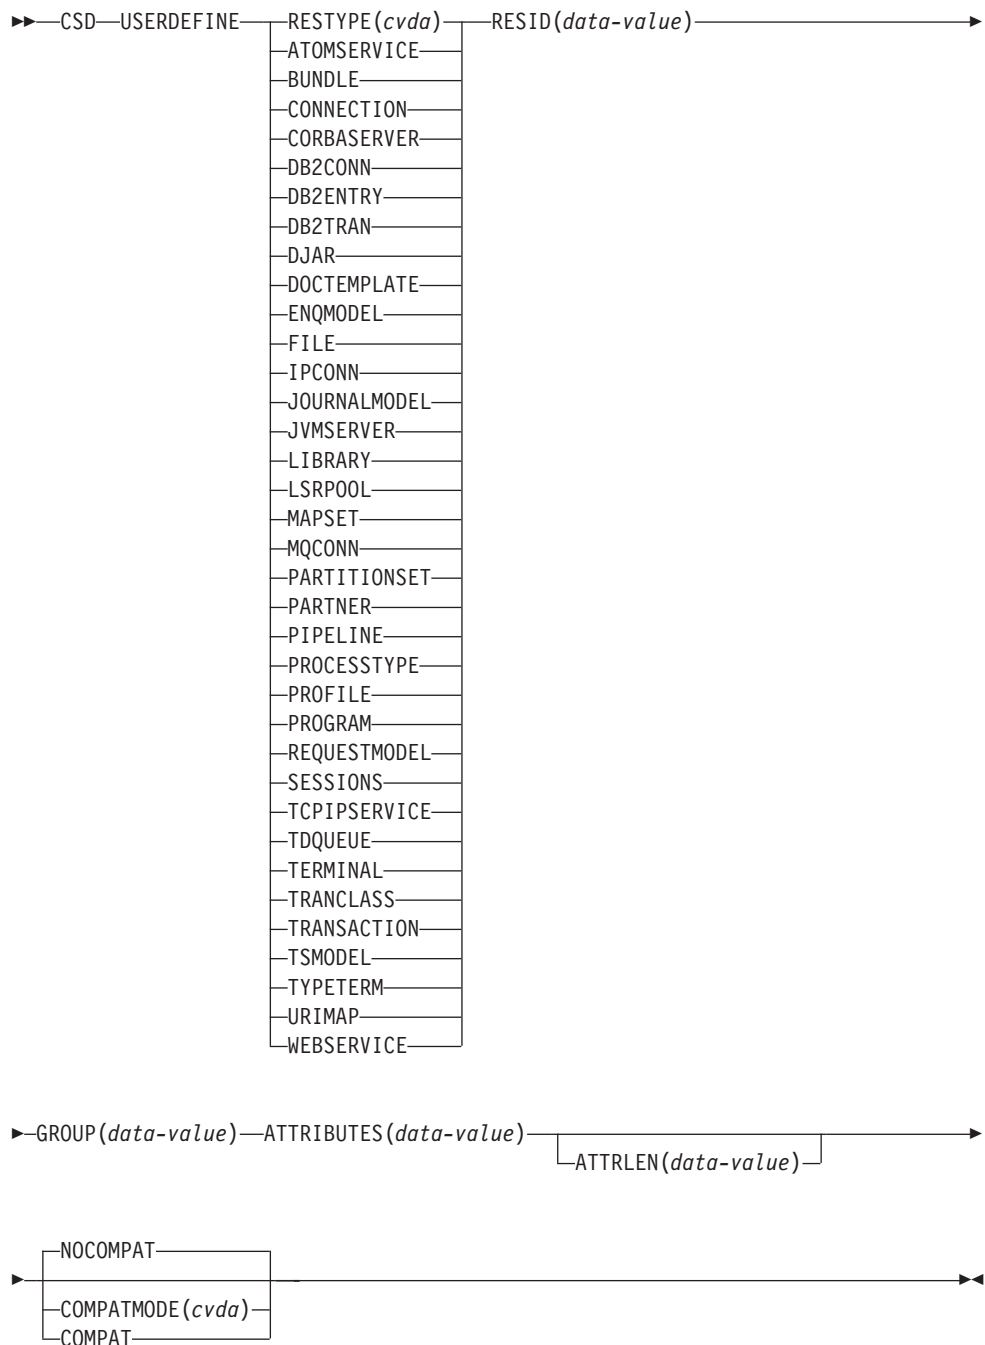 CSD USERDEFINE RESTYPE(cvda) RESID(data-value)
ATOMSERVICE
BUNDLE
CONNECTION
CORBASERVER
DB2CONN
DB2ENTRY
DB2TRAN
DJAR
DOCTEMPLATE
ENQMODEL
FILE
IPCONN
JOURNALMODEL
JVMSERVER
LIBRARY
LSRPOOL
MAPSET
MQCONN
PARTITIONSET
PARTNER
PIPELINE
PROCESSTYPE
PROFILE
PROGRAM
REQUESTMODEL
SESSIONS
TCPIPSERVICE
TDQUEUE
TERMINAL
TRANCLASS
TRANSACTION
TSMODEL
TYPETERM
URIMAP
WEBSERVICE
GROUP(data-value) ATTRIBUTES(data-value)
ATTRLEN(data-value)
NOCOMPAT
COMPATMODE(cvda)
COMPAT